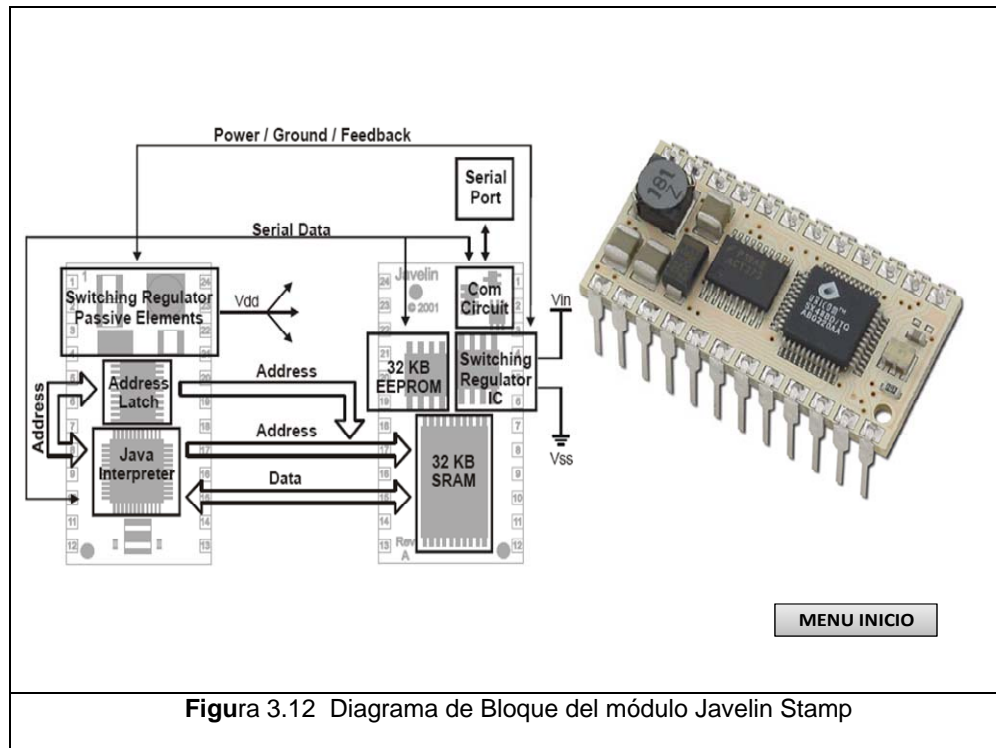 Power / Ground / Feedback
Serial
Port
Serial Data
1
Switching Regulator
Passive Elements
Vdd
Javelin
© 2001
Com
Circuit
Vin
32 KB
EEPROM
Switching
Regulator
IC
Vss
Address
Address
Latch
Address
Address
Java
Interpreter
Data
32 KB
SRAM
Rev
A
181
Z
MENU INICIO
Figura 3.12 Diagrama de Bloque del módulo Javelin Stamp